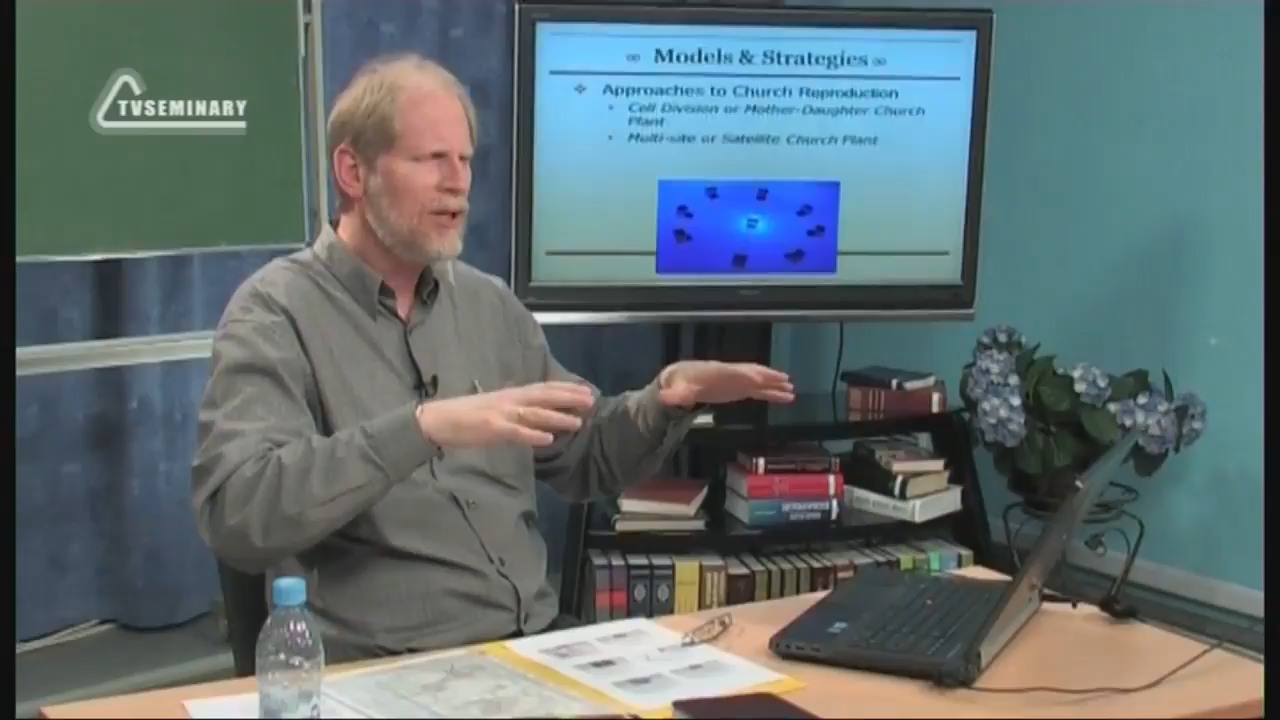 TVSEMINARY
Models & Strategies
Approaches to Church Reproduction
Cell Division or Mother-Daughter Church
Plant
Multi-site or Satellite Church Plant